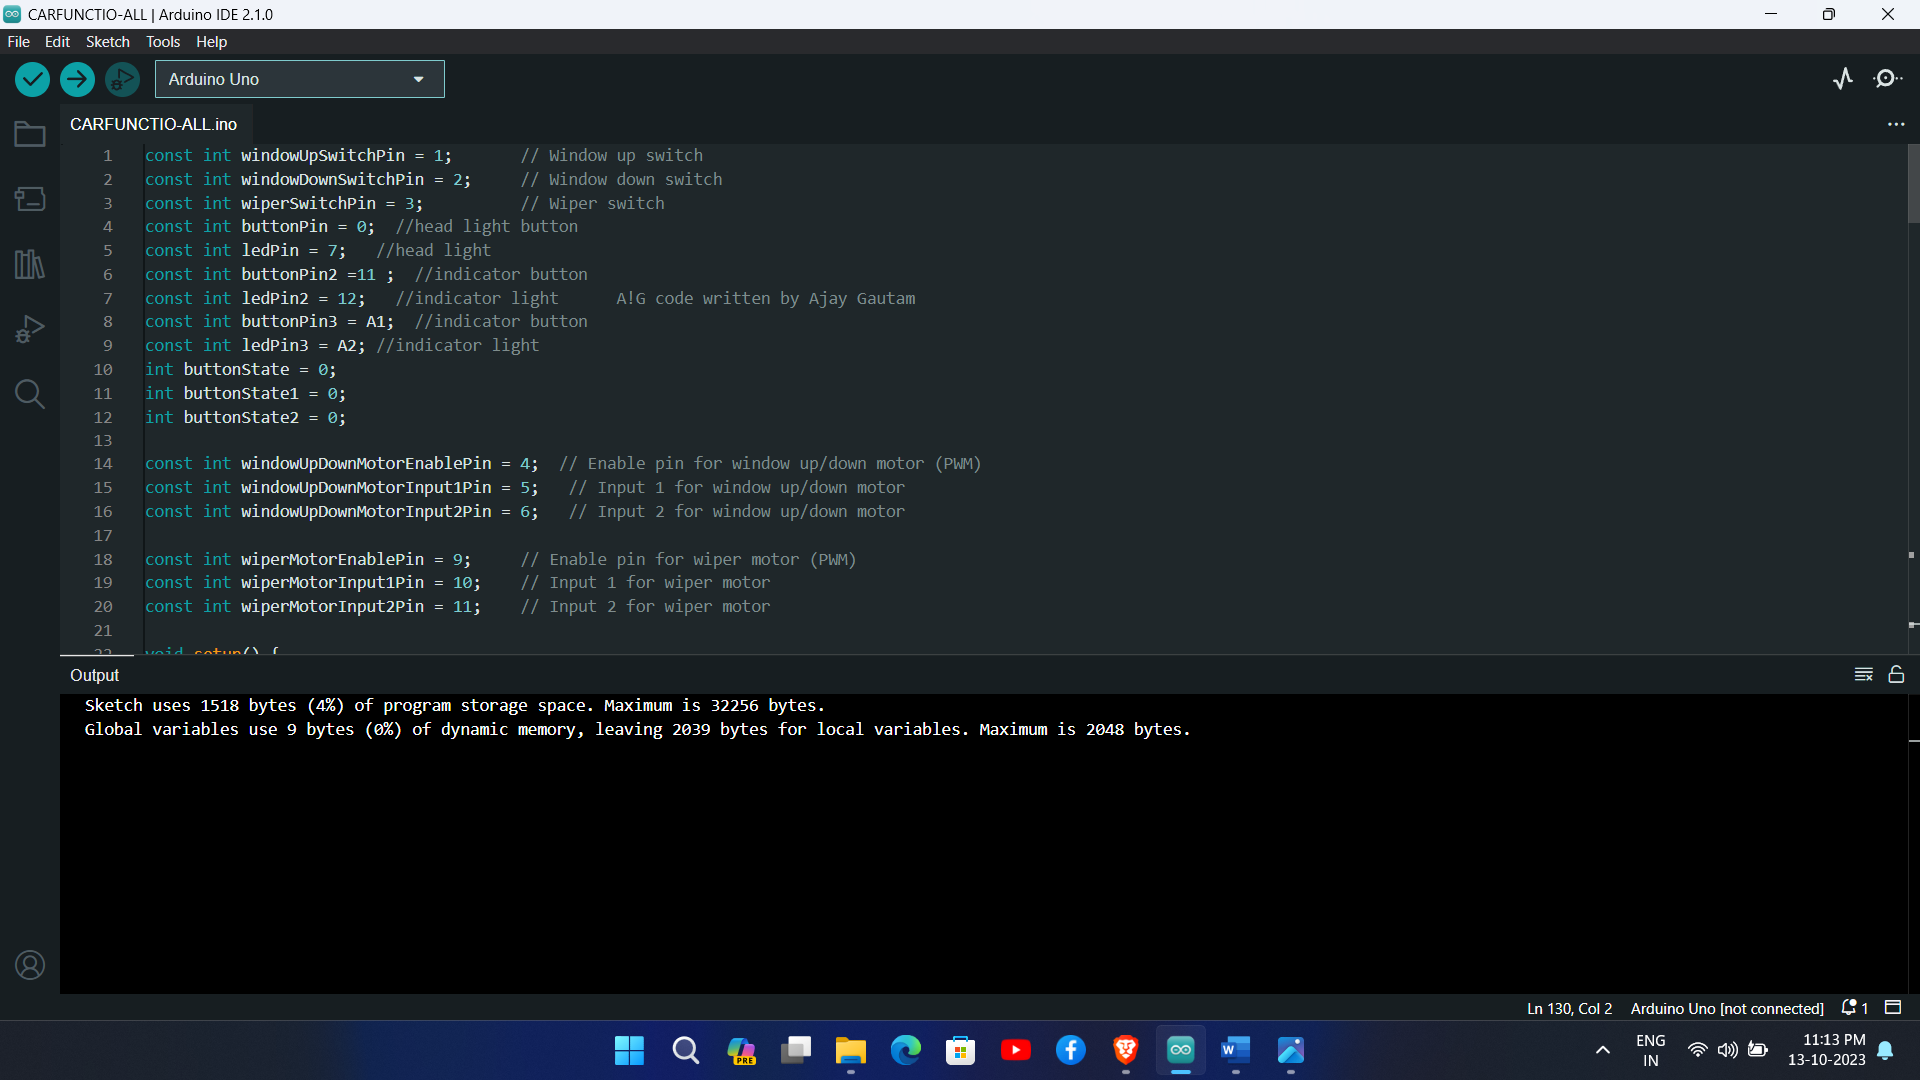 CARFUNCTIO-ALL | Arduino IDE 2.1.0
File Edit Sketch Tools Help
Arduino Uno
CARFUNCTIO-ALL.ino
1 const int windowUpSwitchPin = 1; // Window up switch
2 const int windowDownSwitchPin = 2; // Window down switch
3 const int wiperSwitchPin = 3; // Wiper switch
4 const int buttonPin = 0; //head light button
5 const int ledPin = 7; //head light
6 const int buttonPin2 =11 ; //indicator button
7 const int ledPin2 = 12; //indicator light A!G code written by Ajay Gautam
8 const int buttonPin3 = A1; //indicator button
9 const int ledPin3 = A2; //indicator light
10 int buttonState = 0;
11 int buttonState1 = 0;
12 int buttonState2 = 0;
13
14 const int windowUpDownMotorEnablePin = 4; // Enable pin for window up/down motor (PWM)
15 const int windowUpDownMotorInput1Pin = 5; // Input 1 for window up/down motor
16 const int windowUpDownMotorInput2Pin = 6; // Input 2 for window up/down motor
17
18 const int wiperMotorEnablePin = 9; // Enable pin for wiper motor (PWM)
19 const int wiperMotorInput1Pin = 10; // Input 1 for wiper motor
20 const int wiperMotorInput2Pin = 11; // Input 2 for wiper motor
21
22 void setup() {
Output
Sketch uses 1518 bytes (4%) of program storage space. Maximum is 32256 bytes.
Global variables use 9 bytes (0%) of dynamic memory, leaving 2039 bytes for local variables. Maximum is 2048 bytes.
Ln 130, Col 2 Arduino Uno [not connected] 1
PRE
W
ENG
IN
11:13 PM
13-10-2023